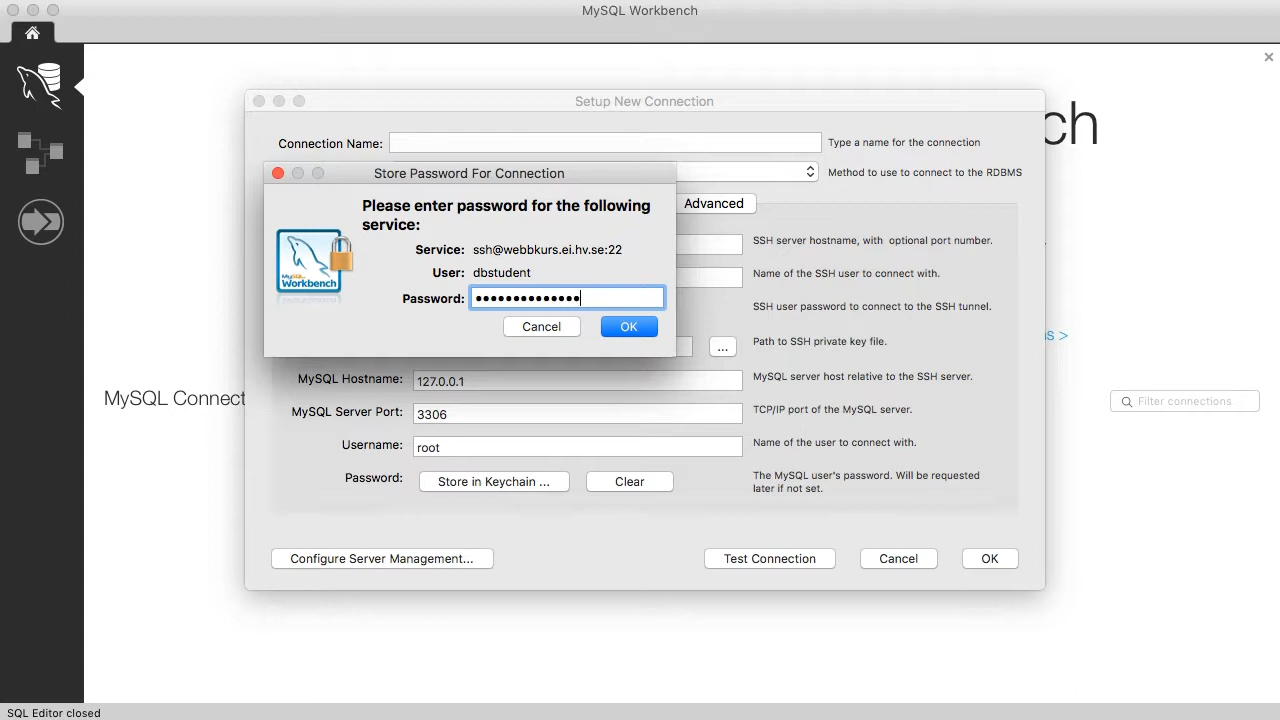 MySQL Workbench
ch
Setup New Connection
Connection Name:
Type a name for the connection
Method to use to connect to the RDBMS
Store Password For Connection
Please enter password for the following
service:
Service: ssh@webbkurs.ei.hv.se:22
User: dbstudent
Password: ••••••••••••••
Cancel
OK
MySQL
Workbench
Advanced
SSH server hostname, with optional port number.
Name of the SSH user to connect with.
SSH user password to connect to the SSH tunnel.
... Path to SSH private key file.
MySQL Hostname: 127.0.0.1 MySQL server host relative to the SSH server.
MySQL Server Port: 3306 TCP/IP port of the MySQL server.
Username: root Name of the user to connect with.
Password: Store in Keychain ... Clear The MySQL user's password. Will be requested
later if not set.
Configure Server Management... Test Connection Cancel OK
MySQL Connect
>
Filter connections
SQL Editor closed